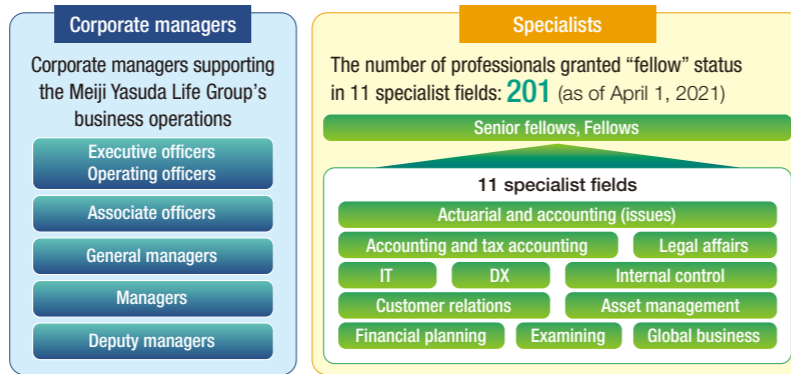 Corporate managers
Corporate managers supporting
the Meiji Yasuda Life Group’s
business operations
Executive officers
Operating officers
Associate officers
General managers
Managers
Deputy managers
Specialists
The number of professionals granted “fellow” status
in 11 specialist fields: 201 (as of April 1, 2021)
Senior fellows, Fellows
11 specialist fields
Actuarial and accounting (issues)
Accounting and tax accounting
Legal affairs
IT
DX
Internal control
Customer relations
Asset management
Financial planning
Examining
Global business